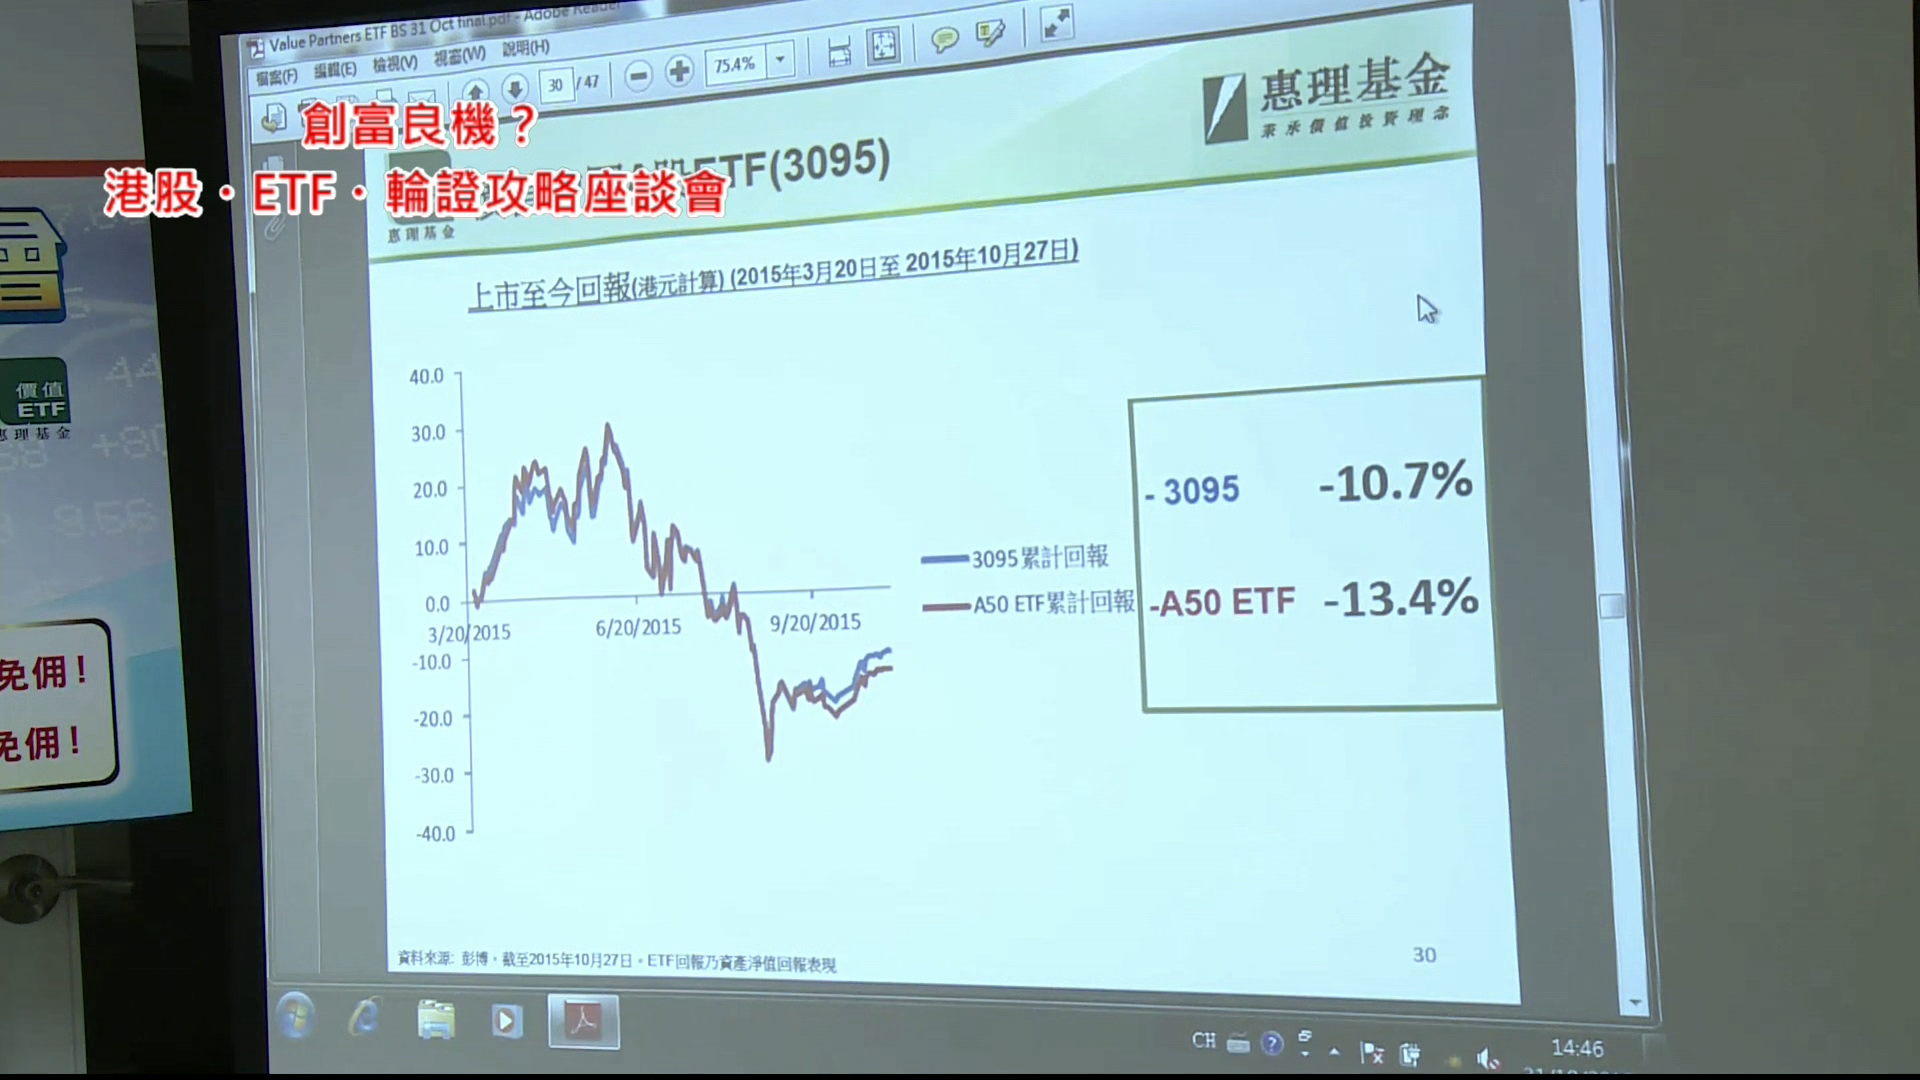 Value Partners ETF BS 31 Oct final.pdf - Adobe Reader
檔案(F) 編輯(E) 檢視(V) 視窗(W) 說明(H)
30 / 47 75.4%
創富良機？
港股．ETF．輪證攻略座談會
惠理基金
秉承價值投資理念
A股ETF(3095)
惠理基金
上市至今回報(港元計算) (2015年3月20日至 2015年10月27日)
40.0
30.0
20.0
10.0
0.0
-10.0
-20.0
-30.0
-40.0
3/20/2015 6/20/2015 9/20/2015
3095累計回報
A50 ETF累計回報
- 3095 -10.7%
-A50 ETF -13.4%
資料來源: 彭博，截至2015年10月27日。ETF回報乃資產淨值回報表現
30
CH
14:46
價值
ETF
惠理基金
免佣！
免佣！